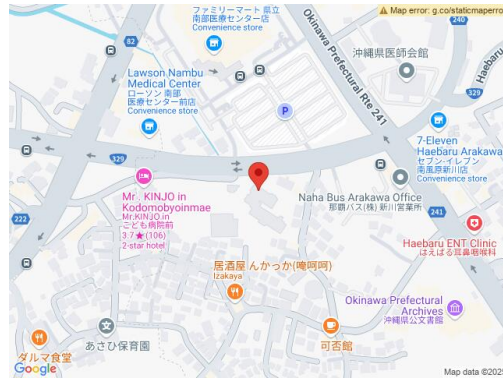 ファミリーマート 県立
南部医療センター店
Convenience store
Map error: g.co/staticmaperro
82
240
Okinawa Prefectural Rte 241
沖縄県医師会館
Lawson Nambu
Medical Center
ローソン 南部
医療センター前店
Convenience store
P
7-Eleven
Haebaru Arakawa
セブン-イレブン
南風原新川店
Convenience store
329
329
Mr . KINJO in
Kodomobyoinmae
Mr.KINJO in
こども病院前
3.7★(106)
2-star hotel
Naha Bus Arakawa Office
那覇バス(株) 新川営業所
222
241
Haebaru ENT Clinic
はえばる耳鼻咽喉科
居酒屋 んかっか(唵呵呵)
Izakaya
Okinawa Prefectural
Archives
沖縄県公文書館
あさひ保育園
可否館
ダルマ食堂
Google
Map data ©2025